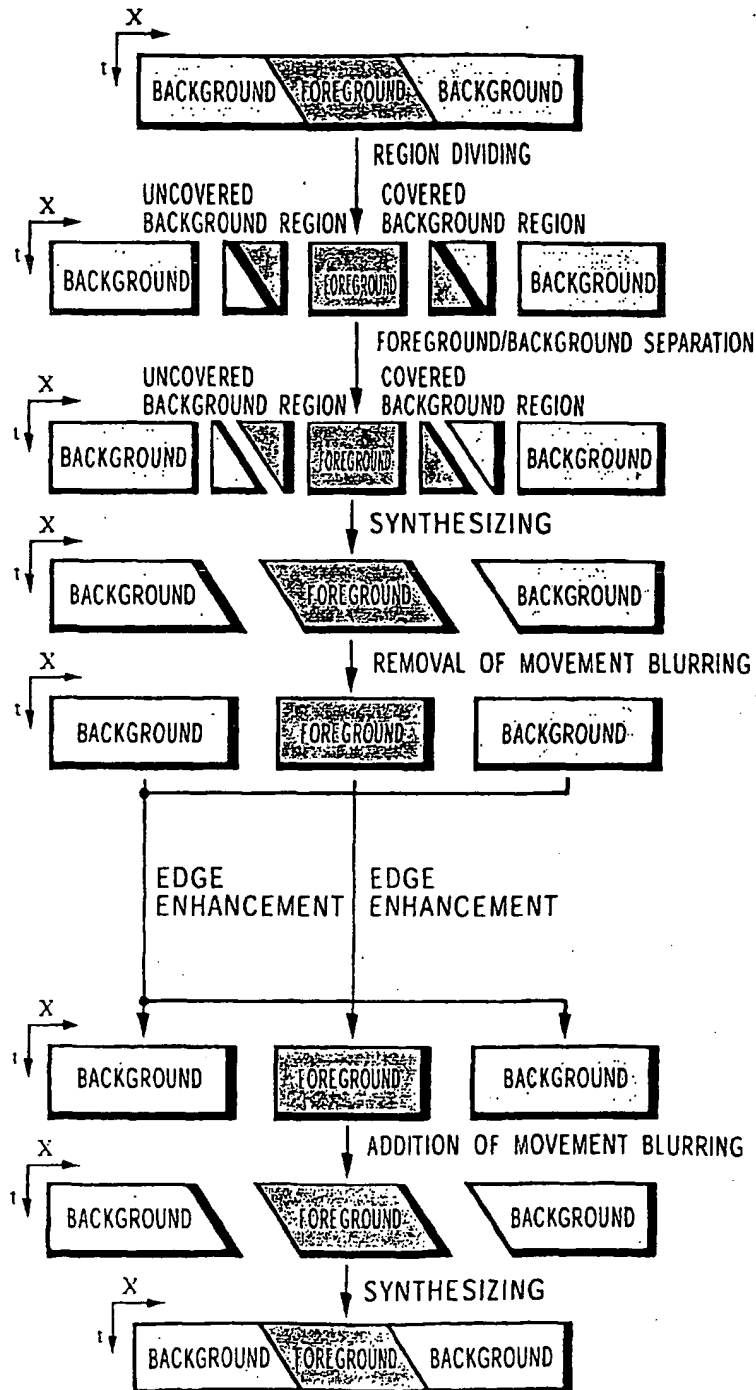 X
t
BACKGROUND FOREGROUND BACKGROUND
REGION DIVIDING
UNCOVERED BACKGROUND REGION
COVERED BACKGROUND REGION
X
t
BACKGROUND FOREGROUND BACKGROUND
FOREGROUND/BACKGROUND SEPARATION
UNCOVERED BACKGROUND REGION
COVERED BACKGROUND REGION
X
t
BACKGROUND FOREGROUND BACKGROUND
SYNTHESIZING
X
t
BACKGROUND FOREGROUND BACKGROUND
REMOVAL OF MOVEMENT BLURRING
X
t
BACKGROUND FOREGROUND BACKGROUND
EDGE ENHANCEMENT
EDGE ENHANCEMENT
X
t
BACKGROUND FOREGROUND BACKGROUND
ADDITION OF MOVEMENT BLURRING
X
t
BACKGROUND FOREGROUND BACKGROUND
SYNTHESIZING
X
t
BACKGROUND FOREGROUND BACKGROUND